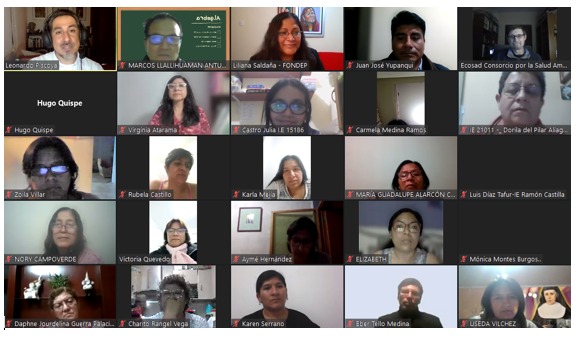 Leonardo Piscoya
Algebra
MARCOS LLALLIHUAMAN ANTU...
Liliana Saldaña - FONDEP
Juan José Yupanqui
Ecosad Consorcio por la Salud Am...
Hugo Quispe
Hugo Quispe
Virginia Atarama
Castro Julia I.E 15186
Carmela Medina Ramos
IE 21011 -_ Dorila del Pilar Aliag...
Zoila Villar
Rubela Castillo
Karla Mejia
MARIA GUADALUPE ALARCÓN C...
Luis Díaz Tafur-IE Ramón Castilla
NORY CAMPOVERDE
Victoria Quevedo
Aymé Hernández
ELIZABETH
Mónica Montes Burgos..
Daphne Jourdelina Guerra Palaci...
Charito Rangel Vega
Karen Serrano
Eber Tello Medina
USEDA VILCHEZ